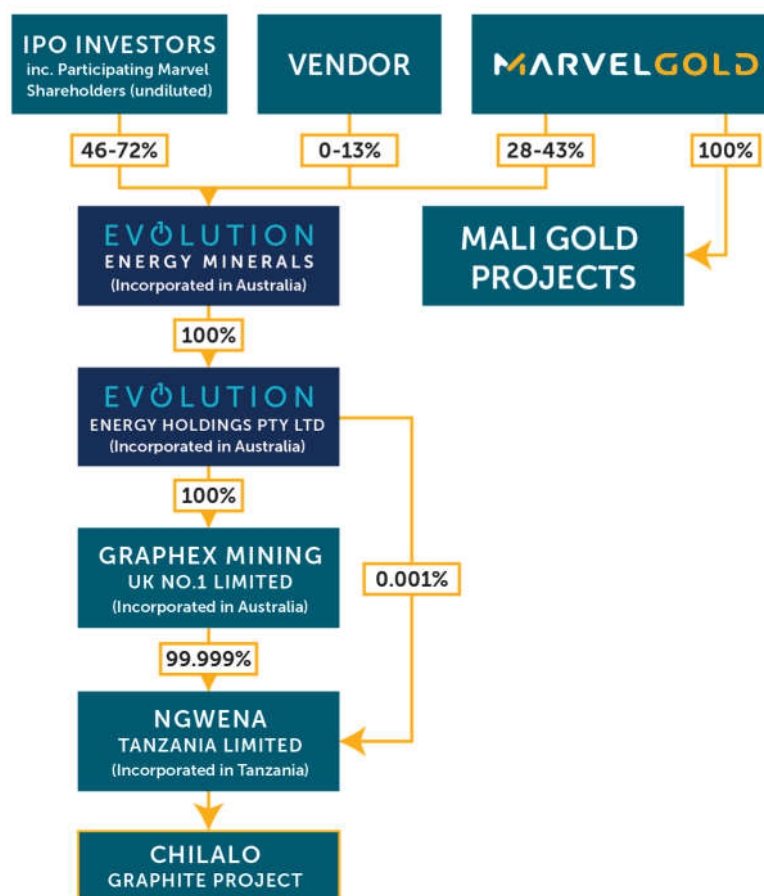 IPO INVESTORS
inc. Participating Marvel
Shareholders (undiluted)
VENDOR
MARVELGOLD
46-72%
0-13%
28-43%
100%
EVOLUTION
ENERGY MINERALS
(Incorporated in Australia)
MALI GOLD
PROJECTS
100%
EVOLUTION
ENERGY HOLDINGS PTY LTD
(Incorporated in Australia)
100%
GRAPHEX MINING
UK NO.1 LIMITED
(Incorporated in Australia)
0.001%
99.999%
NGWENA
TANZANIA LIMITED
(Incorporated in Tanzania)
CHILALO
GRAPHITE PROJECT